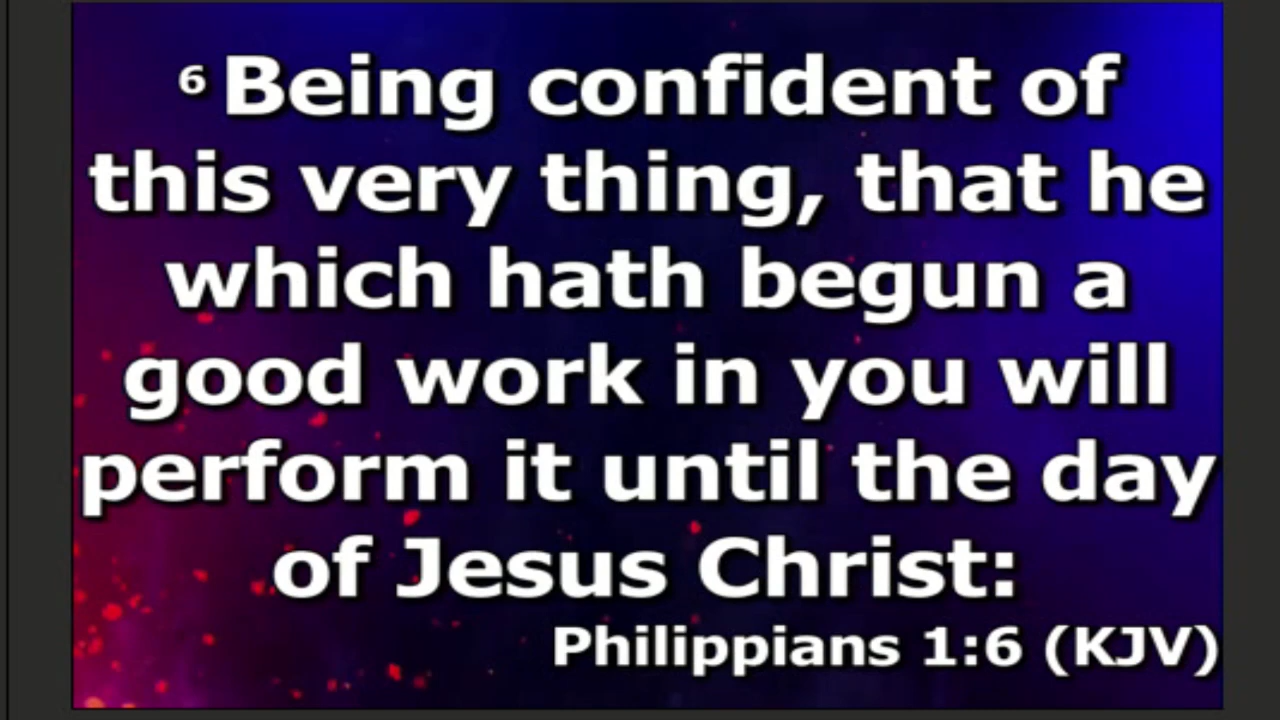 6 Being confident of
this very thing, that he
which hath begun a
good work in you will
perform it until the day
of Jesus Christ:
Philippians 1:6 (KJV)